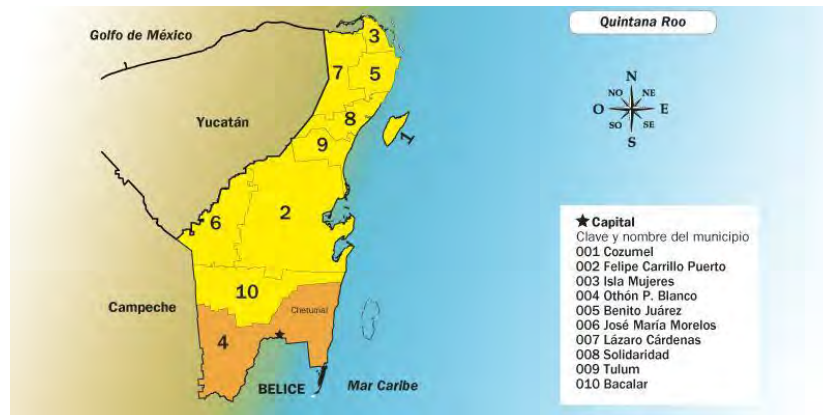 Quintana Roo
Golfo de México
3
7
5
N
NO
NE
O
E
SO
SE
S
8
1
Yucatán
9
2
6
10
Campeche
Chetumal
4
BELICE
Mar Caribe
★ Capital
Clave y nombre del municipio
001 Cozumel
002 Felipe Carrillo Puerto
003 Isla Mujeres
004 Othón P. Blanco
005 Benito Juárez
006 José María Morelos
007 Lázaro Cárdenas
008 Solidaridad
009 Tulum
010 Bacalar